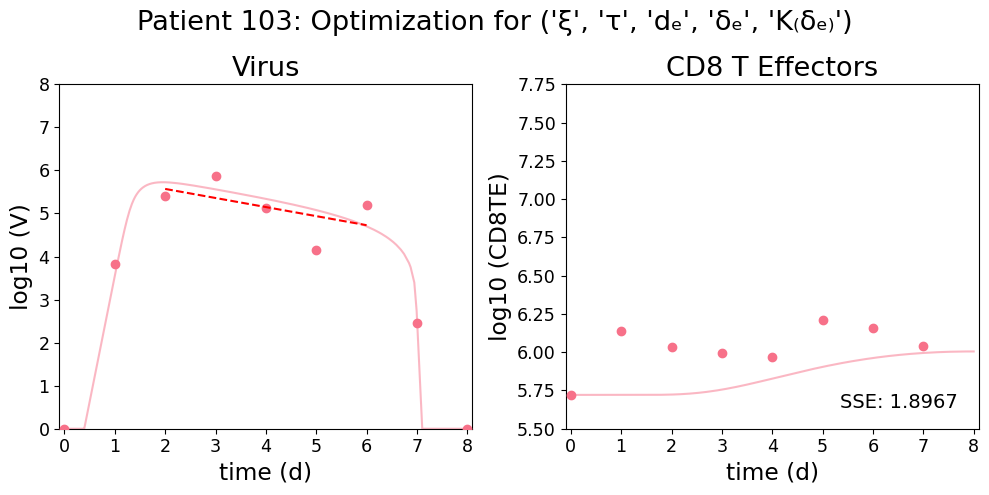 Patient 103: Optimization for ('ξ', 'τ', 'dₑ', 'δₑ', 'K₍δₑ₎')
Virus
8
7
6
5
4
3
2
1
0
log10 (V)
0 1 2 3 4 5 6 7 8
time (d)
CD8 T Effectors
7.75
7.50
7.25
7.00
6.75
6.50
6.25
6.00
5.75
5.50
log10 (CD8TE)
SSE: 1.8967
0 1 2 3 4 5 6 7 8
time (d)